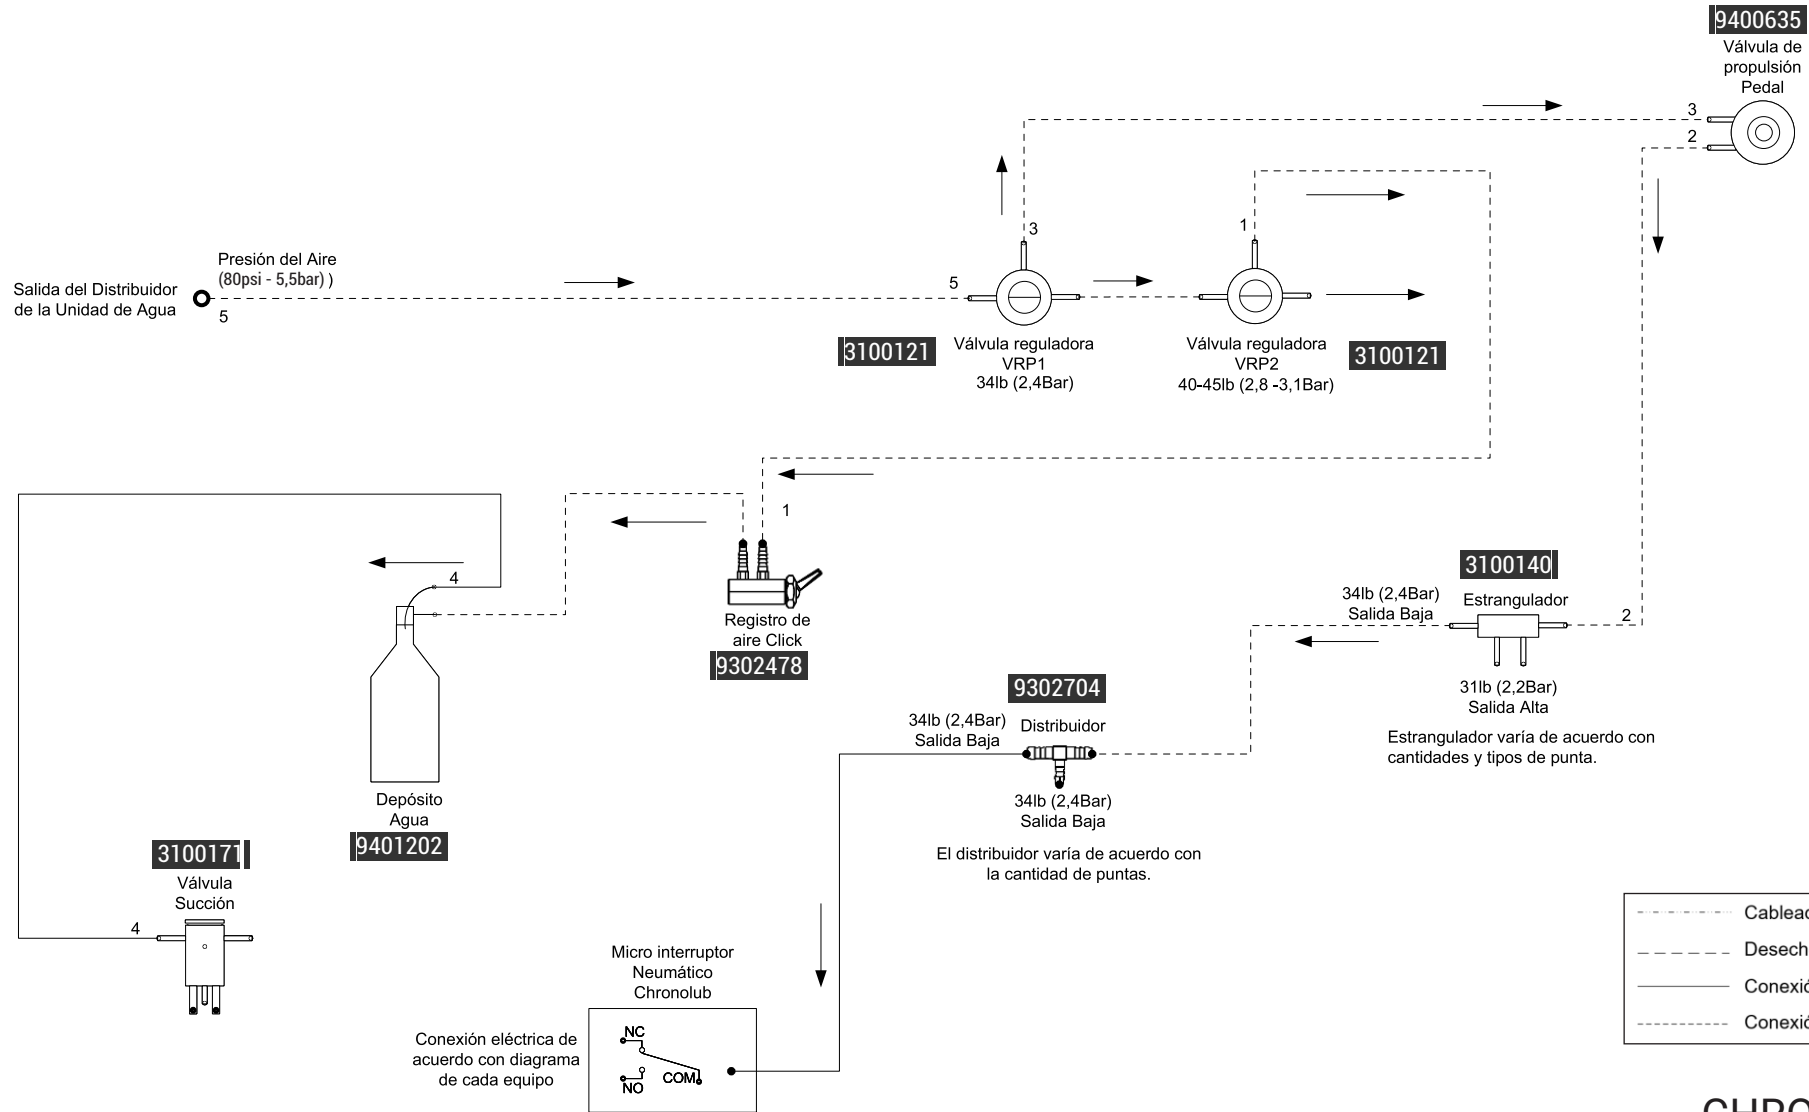 9400635
Válvula de
propulsión
Pedal
3
2
Presión del Aire
(80psi - 5,5bar) )
Salida del Distribuidor
de la Unidad de Agua
5
5
3
1
3100121
Válvula reguladora
VRP1
34lb (2,4Bar)
Válvula reguladora
VRP2
40-45lb (2,8 -3,1Bar)
3100121
1
4
Registro de
aire Click
9302478
3100140
Estrangulador
34lb (2,4Bar)
Salida Baja
2
31lb (2,2Bar)
Salida Alta
Estrangulador varía de acuerdo con
cantidades y tipos de punta.
9302704
Distribuidor
34lb (2,4Bar)
Salida Baja
34lb (2,4Bar)
Salida Baja
El distribuidor varía de acuerdo con
la cantidad de puntas.
Depósito
Agua
9401202
3100171
Válvula
Succión
4
Micro interruptor
Neumático
Chronolub
Conexión eléctrica de
acuerdo con diagrama
de cada equipo
NC
NO
COM
Cablead
Desech
Conexió
Conexió